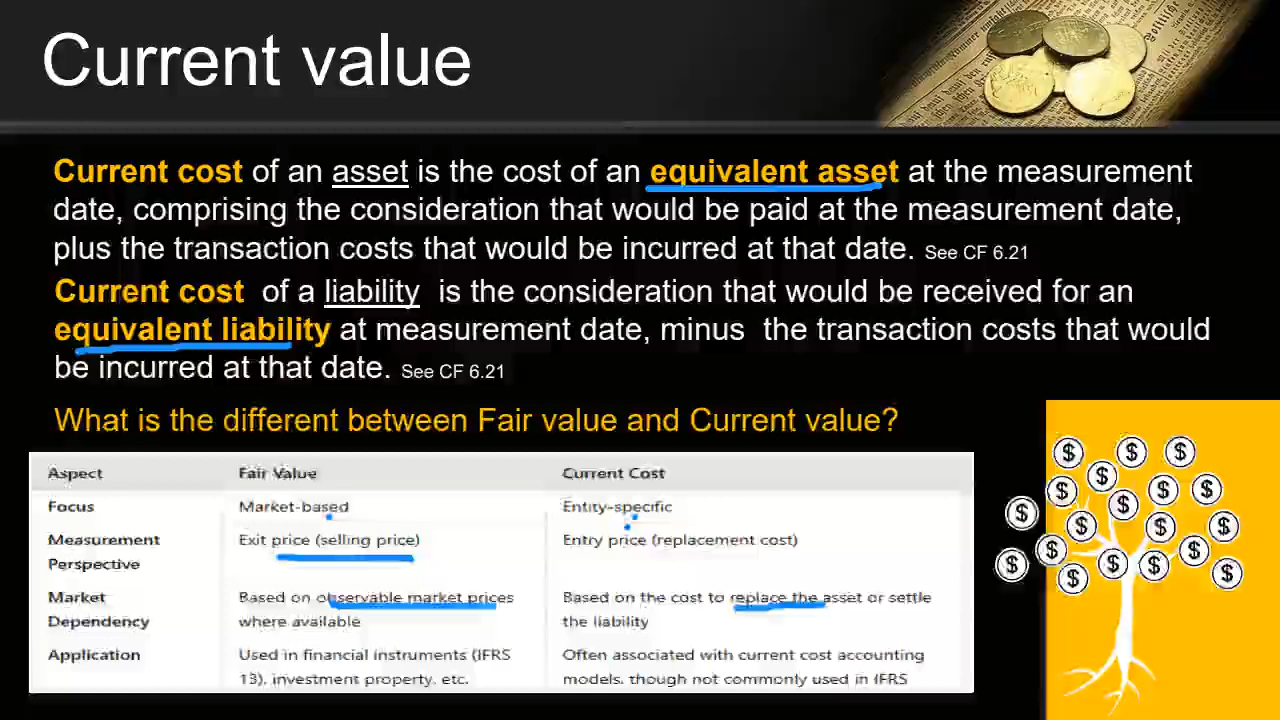 Current value
Current cost of an asset is the cost of an equivalent asset at the measurement
date, comprising the consideration that would be paid at the measurement date,
plus the transaction costs that would be incurred at that date. See CF 6.21
Current cost of a liability is the consideration that would be received for an
equivalent liability at measurement date, minus the transaction costs that would
be incurred at that date. See CF 6.21
What is the different between Fair value and Current value?
Aspect Fair Value Current Cost
Focus Market-based Entity-specific
Measurement Exit price (selling price) Entry price (replacement cost)
Perspective
Market Based on observable market prices Based on the cost to replace the asset or settle
Dependency where available the liability
Application Used in financial instruments (IFRS Often associated with current cost accounting
13), investment property, etc. models, though not commonly used in IFRS
$ $ $ $ $ $ $ $ $ $ $ $ $ $ $ $ $ $ $ $